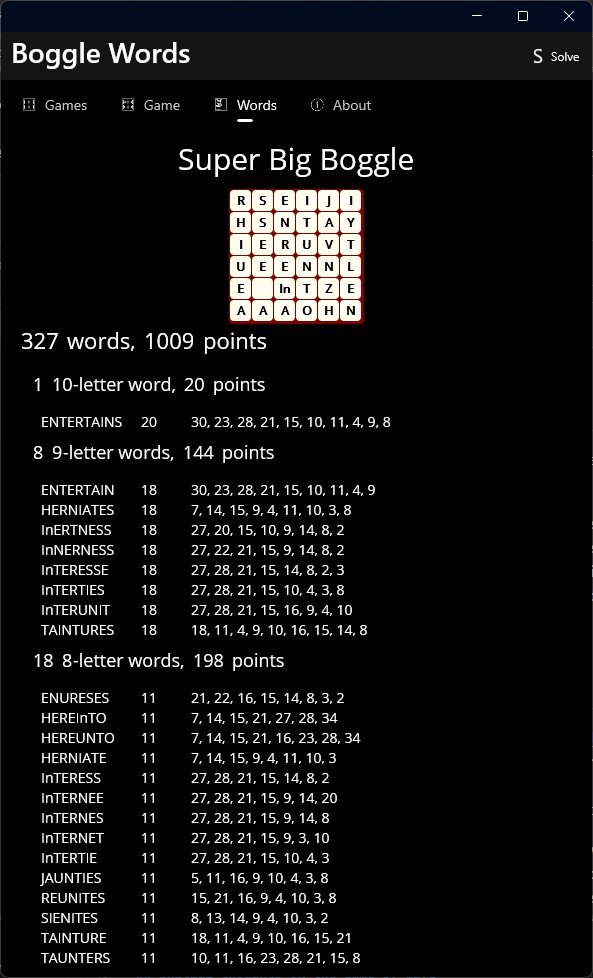 Boggle Words
S Solve
Games Game Words About
Super Big Boggle
R S E I J I
H S N T A Y
I E R U V T
U E E N N L
E In T Z E
A A A O H N
327 words, 1009 points
1 10-letter word, 20 points
ENTERTAINS 20 30, 23, 28, 21, 15, 10, 11, 4, 9, 8
8 9-letter words, 144 points
ENTERTAIN 18 30, 23, 28, 21, 15, 10, 11, 4, 9
HERNIATES 18 7, 14, 15, 9, 4, 11, 10, 3, 8
InERTNESS 18 27, 20, 15, 10, 9, 14, 8, 2
InNERNESS 18 27, 22, 21, 15, 9, 14, 8, 2
InTERESSE 18 27, 28, 21, 15, 14, 8, 2, 3
InTERTIES 18 27, 28, 21, 15, 10, 4, 3, 8
InTERUNIT 18 27, 28, 21, 15, 16, 9, 4, 10
TAINTURES 18 18, 11, 4, 9, 10, 16, 15, 14, 8
18 8-letter words, 198 points
ENURESES 11 21, 22, 16, 15, 14, 8, 3, 2
HEREInTO 11 7, 14, 15, 21, 27, 28, 34
HEREUNTO 11 7, 14, 15, 21, 16, 23, 28, 34
HERNIATE 11 7, 14, 15, 9, 4, 11, 10, 3
InTERESS 11 27, 28, 21, 15, 14, 8, 2
InTERNEE 11 27, 28, 21, 15, 9, 14, 20
InTERNES 11 27, 28, 21, 15, 9, 14, 8
InTERNET 11 27, 28, 21, 15, 9, 3, 10
InTERTIE 11 27, 28, 21, 15, 10, 4, 3
JAUNTIES 11 5, 11, 16, 9, 10, 4, 3, 8
REUNITES 11 15, 21, 16, 9, 4, 10, 3, 8
SIENITES 11 8, 13, 14, 9, 4, 10, 3, 2
TAINTURE 11 18, 11, 4, 9, 10, 16, 15, 21
TAUNTERS 11 10, 11, 16, 23, 28, 21, 15, 8